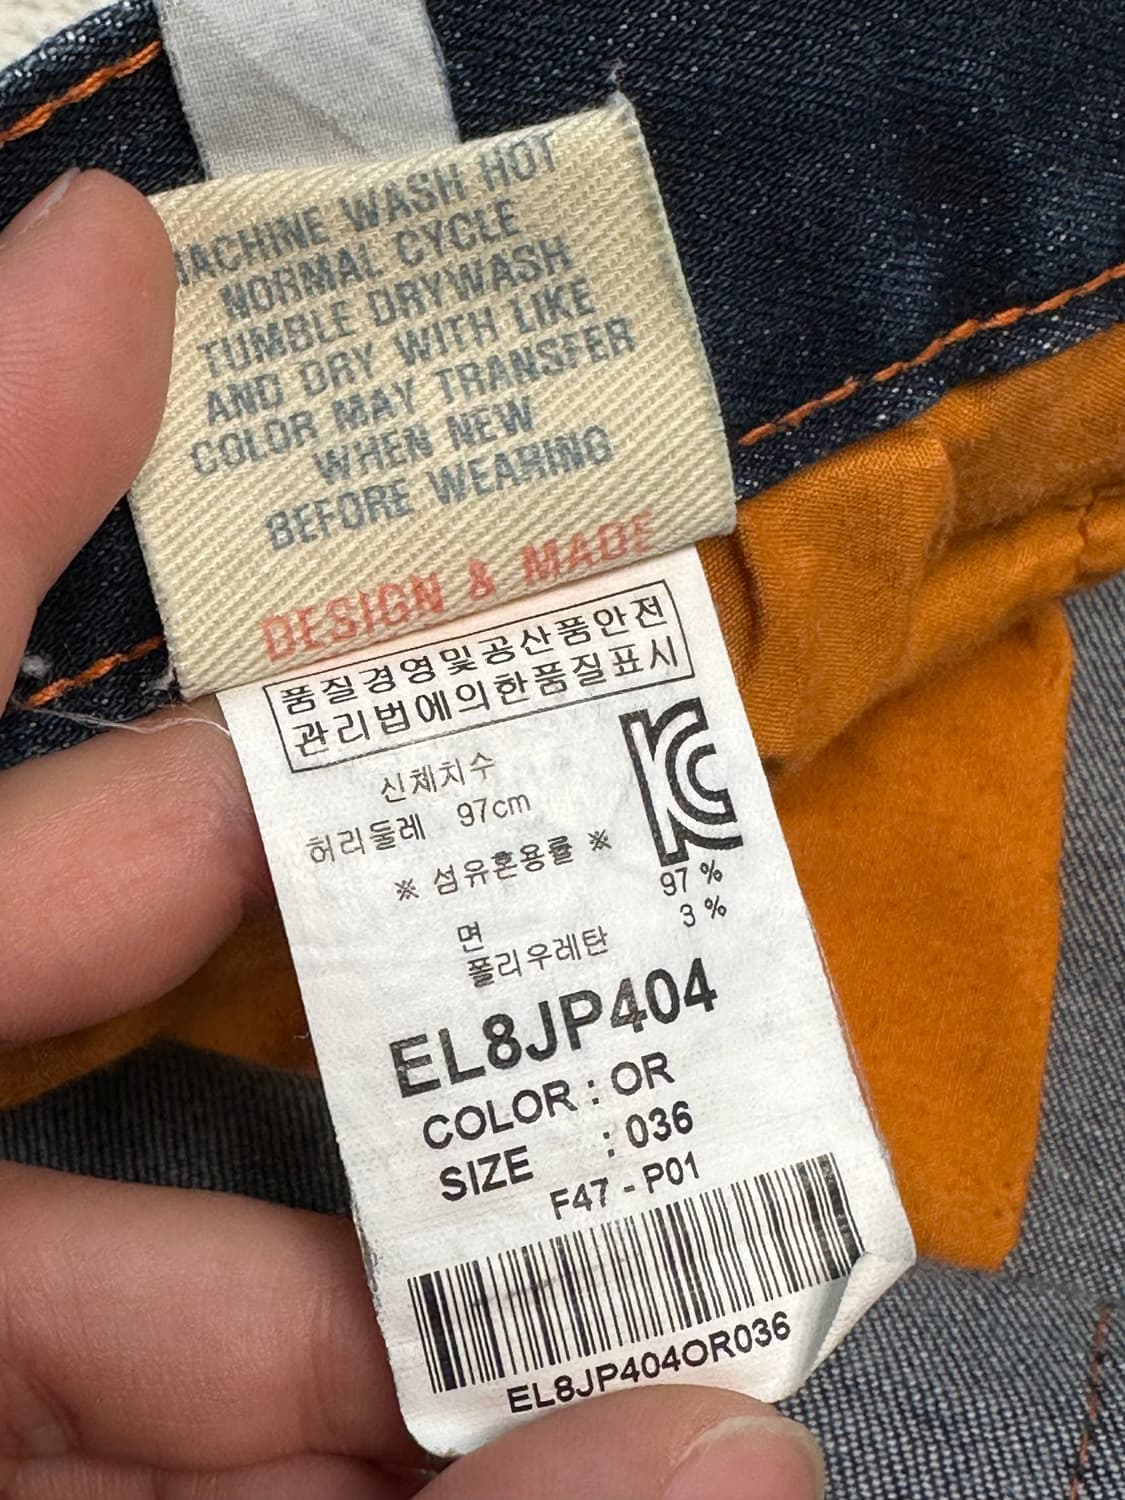 MACHINE WASH HOT
NORMAL CYCLE
TUMBLE DRYWASH
AND DRY WITH LIKE
COLOR MAY TRANSFER
WHEN NEW
BEFORE WEARING
DESIGN & MADE
품질경영및공산품안전
관리법에의한품질표시
신체치수
허리둘레 97cm
※ 섬유혼용률 ※
면 97 %
폴리우레탄 3 %
EL8JP404
COLOR : OR
SIZE : 036
F47 - P01
EL8JP404OR036